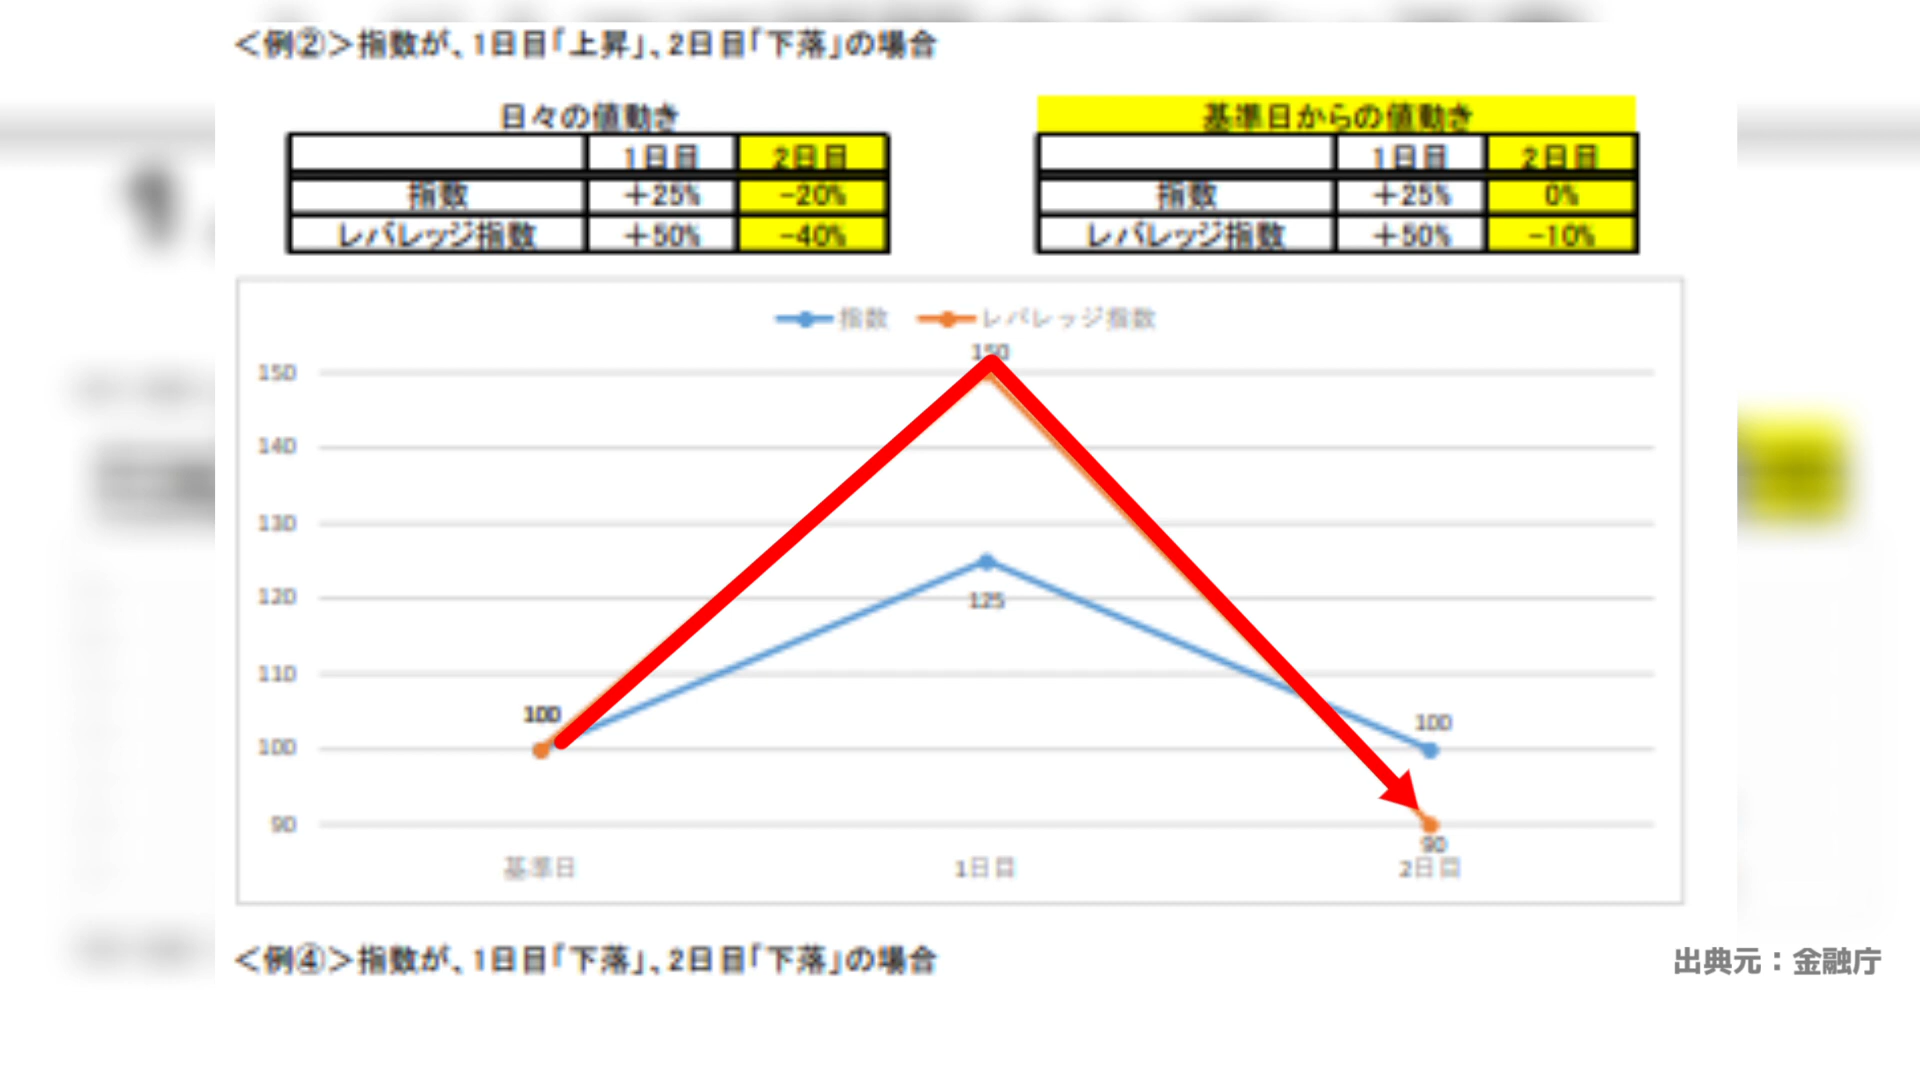 ＜例②＞指数が、1日目「上昇」、2日目「下落」の場合
日々の値動き
1日目 2日目
指数 +25% -20%
レバレッジ指数 +50% -40%
基準日からの値動き
1日目 2日目
指数 +25% 0%
レバレッジ指数 +50% -10%
指数 レバレッジ指数
150
150
140
130
120
125
110
100
100
100
90
90
基準日 1日目 2日目
＜例④＞指数が、1日目「下落」、2日目「下落」の場合
出典元：金融庁